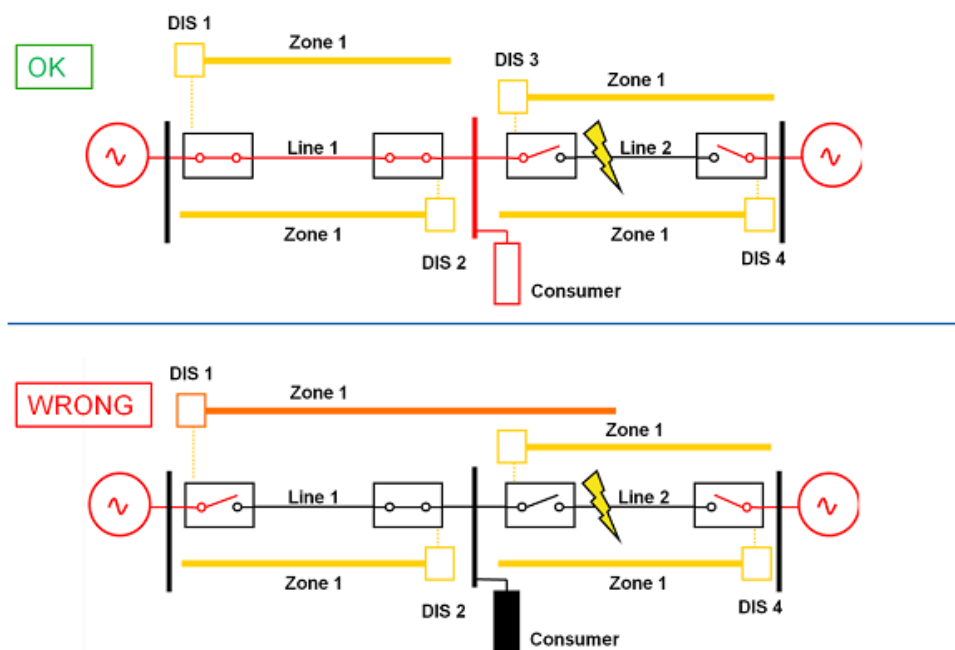 DIS 1
Zone 1
OK
DIS 3
Zone 1
Line 1
Line 2
Zone 1
Zone 1
DIS 2
DIS 4
Consumer
DIS 1
Zone 1
WRONG
Zone 1
Line 1
Line 2
Zone 1
Zone 1
DIS 2
DIS 4
Consumer